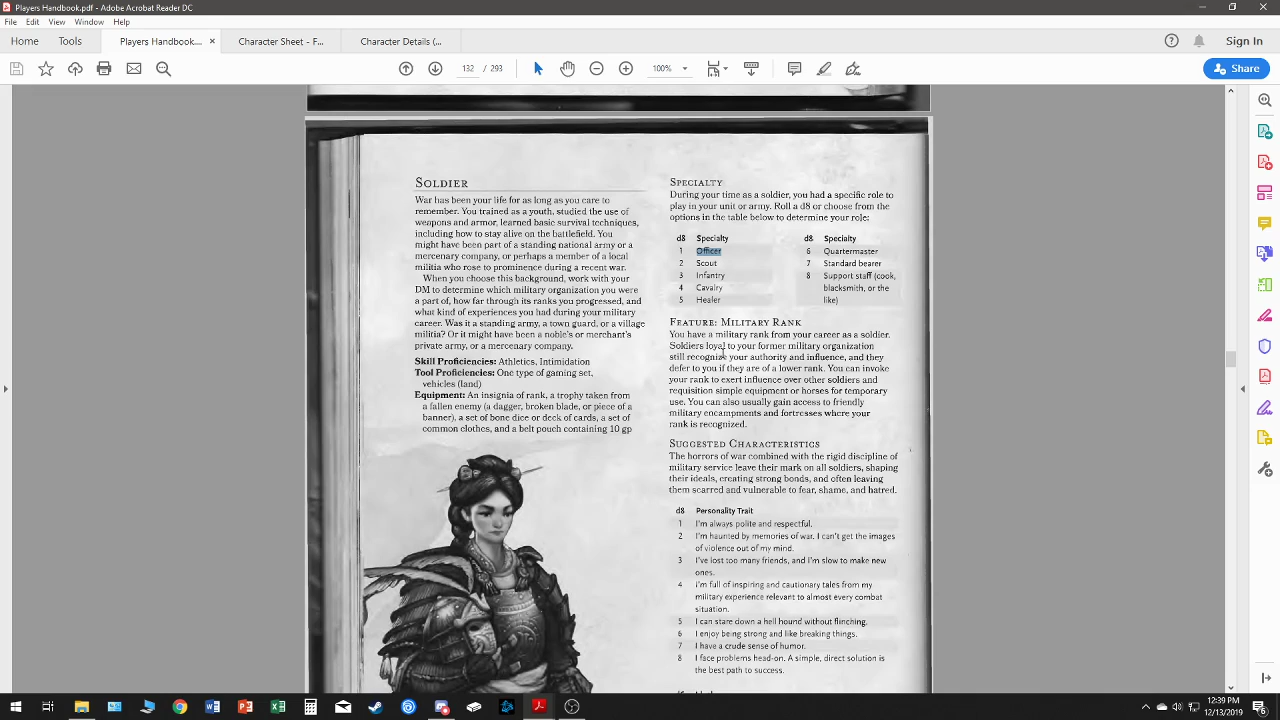 Players Handbook.pdf - Adobe Acrobat Reader DC
File Edit View Window Help
Home Tools Players Handbook.... × Character Sheet - F... Character Details (...
Sign In
132 / 293
100%
Share
SOLDIER
War has been your life for as long as you care to
remember. You trained as a youth, studied the use of
weapons and armor, learned basic survival techniques,
including how to stay alive on the battlefield. You
might have been part of a standing national army or a
mercenary company, or perhaps a member of a local
militia who rose to prominence during a recent war.
When you choose this background, work with your
DM to determine which military organization you were
a part of, how far through its ranks you progressed, and
what kind of experiences you had during your military
career. Was it a standing army, a town guard, or a village
militia? Or it might have been a noble's or merchant's
private army, or a mercenary company.
Skill Proficiencies: Athletics, Intimidation
Tool Proficiencies: One type of gaming set,
vehicles (land)
Equipment: An insignia of rank, a trophy taken from
a fallen enemy (a dagger, broken blade, or piece of a
banner), a set of bone dice or deck of cards, a set of
common clothes, and a belt pouch containing 10 gp
SPECIALTY
During your time as a soldier, you had a specific role to
play in your unit or army. Roll a d8 or choose from the
options in the table below to determine your role:
d8 Specialty
1 Officer
2 Scout
3 Infantry
4 Cavalry
5 Healer
d8 Specialty
6 Quartermaster
7 Standard bearer
8 Support staff (cook,
blacksmith, or the
like)
FEATURE: MILITARY RANK
You have a military rank from your career as a soldier.
Soldiers loyal to your former military organization
still recognize your authority and influence, and they
defer to you if they are of a lower rank. You can invoke
your rank to exert influence over other soldiers and
requisition simple equipment or horses for temporary
use. You can also usually gain access to friendly
military encampments and fortresses where your
rank is recognized.
SUGGESTED CHARACTERISTICS
The horrors of war combined with the rigid discipline of
military service leave their mark on all soldiers, shaping
their ideals, creating strong bonds, and often leaving
them scarred and vulnerable to fear, shame, and hatred.
d8 Personality Trait
1 I'm always polite and respectful.
2 I'm haunted by memories of war. I can't get the images
of violence out of my mind.
3 I've lost too many friends, and I'm slow to make new
ones.
4 I'm full of inspiring and cautionary tales from my
military experience relevant to almost every combat
situation.
5 I can stare down a hell hound without flinching.
6 I enjoy being strong and like breaking things.
7 I have a crude sense of humor.
8 I face problems head-on. A simple, direct solution is
the best path to success.
12:39 PM
12/13/2019